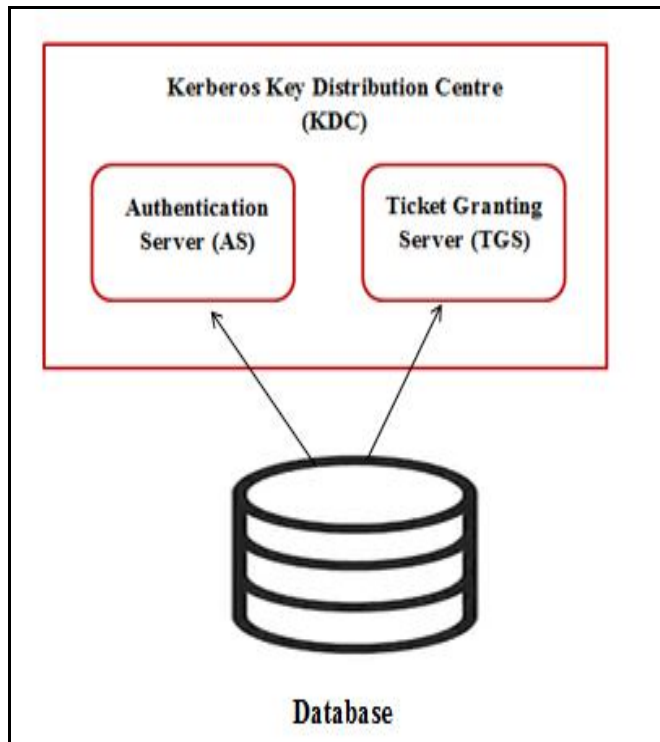 Kerberos Key Distribution Centre
(KDC)
Authentication
Server (AS)
Ticket Granting
Server (TGS)
Database